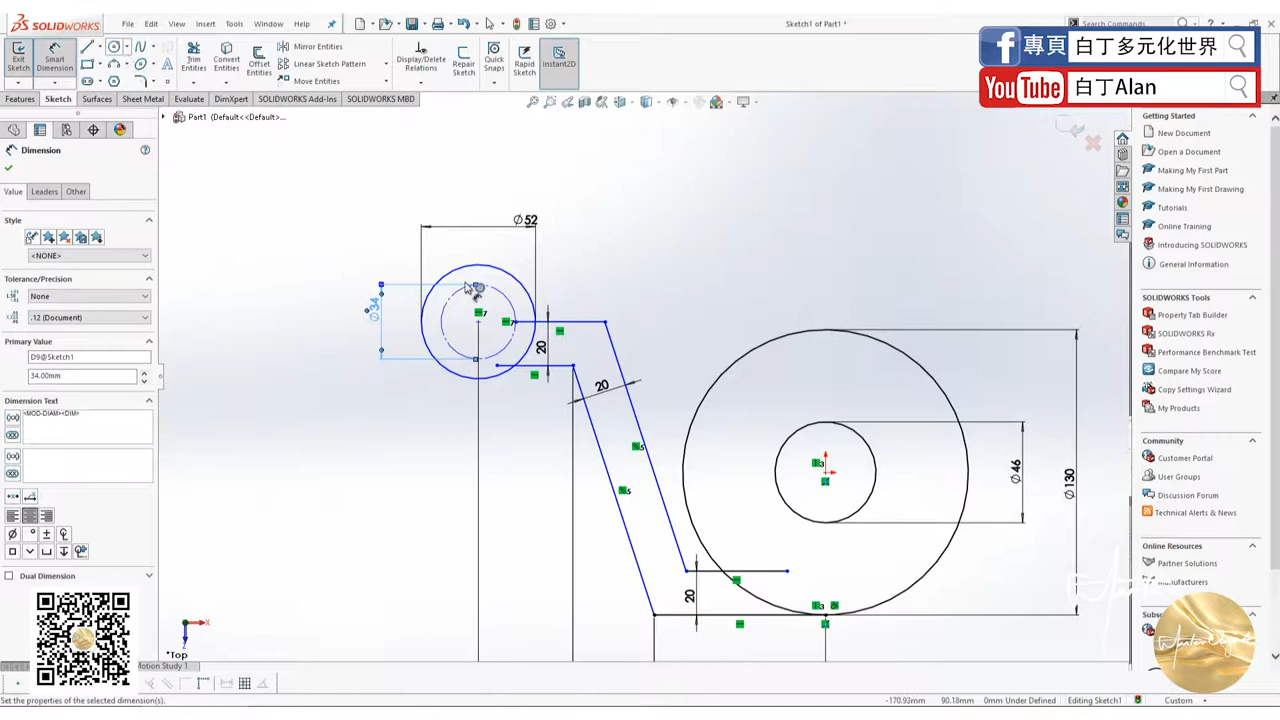 SOLIDWORKS
File
Edit
View
Insert
Tools
Window
Help
Sketch1 of Part1 *
Search Commands
專頁 白丁多元化世界
YouTube 白丁Alan
Exit Sketch
Smart Dimension
Trim Entities
Convert Entities
Offset Entities
Mirror Entities
Linear Sketch Pattern
Move Entities
Display/Delete Relations
Repair Sketch
Quick Snaps
Rapid Sketch
Instant2D
Features
Sketch
Surfaces
Sheet Metal
Evaluate
DimXpert
SOLIDWORKS Add-Ins
SOLIDWORKS MBD
Part1 (Default<<Default>...
Dimension
Value
Leaders
Other
Style
<NONE>
Tolerance/Precision
None
.12 (Document)
Primary Value
D9@Sketch1
34.00mm
Dimension Text
<MOD-DIAM><DIM>
Dual Dimension
Ø52
Ø34
20
20
20
Ø46
Ø130
*Top
Getting Started
New Document
Open a Document
Making My First Part
Making My First Drawing
Tutorials
Online Training
Introducing SOLIDWORKS
General Information
SOLIDWORKS Tools
Property Tab Builder
SOLIDWORKS Rx
Performance Benchmark Test
Compare My Score
Copy Settings Wizard
My Products
Community
Customer Portal
User Groups
Discussion Forum
Technical Alerts & News
Online Resources
Partner Solutions
Manufacturers
Motion Study 1
Set the properties of the selected dimension(s).
-170.93mm
90.18mm
0mm Under Defined
Editing Sketch1
Custom